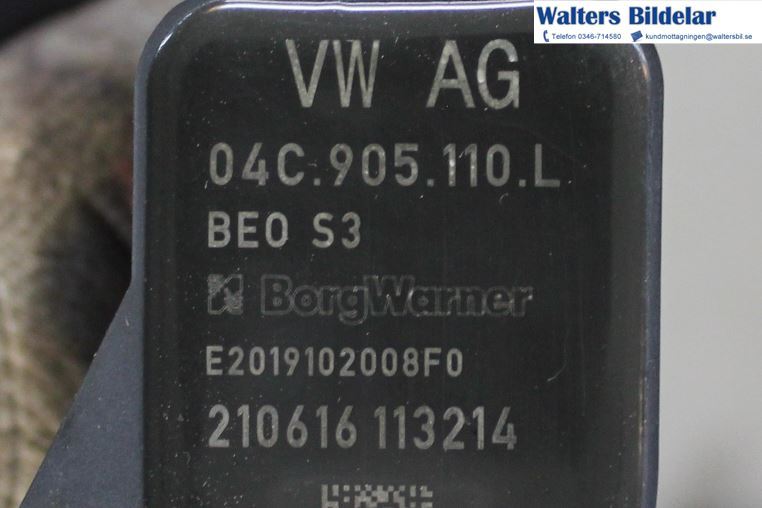 Walters Bildelar
Telefon 0346-714580 kundmottagningen@waltersbil.se
VW AG
04C.905.110.L
BEO S3
BorgWarner
E2019102008F0
210616 113214